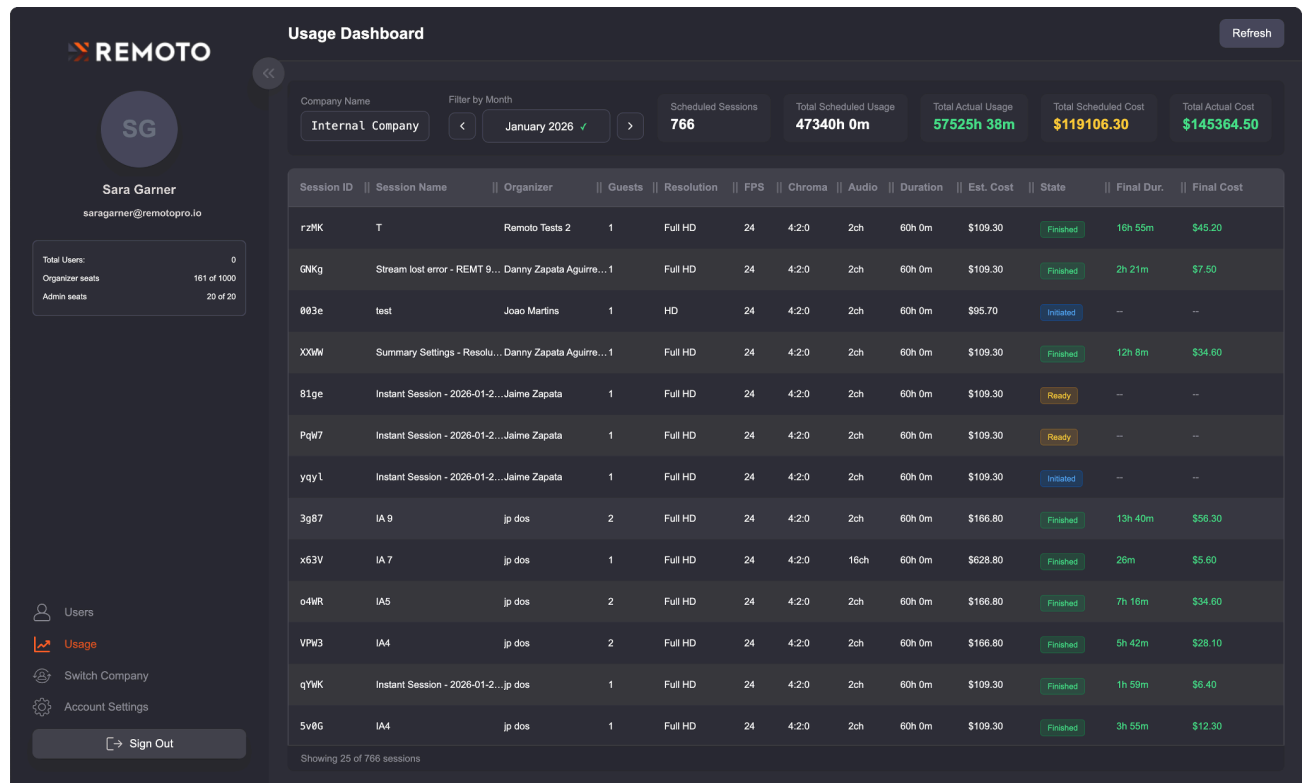 REMOTO
SG
Sara Garner
saragarner@remotopro.io
Total Users: 0
Organizer seats 161 of 1000
Admin seats 20 of 20
Users
Usage
Switch Company
Account Settings
Sign Out
Usage Dashboard
Refresh
Company Name
Internal Company
Filter by Month
January 2026 ✓
Scheduled Sessions
766
Total Scheduled Usage
47340h 0m
Total Actual Usage
57525h 38m
Total Scheduled Cost
$119106.30
Total Actual Cost
$145364.50
Session ID || Session Name || Organizer || Guests || Resolution || FPS || Chroma || Audio || Duration || Est. Cost || State || Final Dur. || Final Cost
rzMK T Remoto Tests 2 1 Full HD 24 4:2:0 2ch 60h 0m $109.30 Finished 16h 55m $45.20
GNKg Stream lost error - REMT 9... Danny Zapata Aguirre... 1 Full HD 24 4:2:0 2ch 60h 0m $109.30 Finished 2h 21m $7.50
003e test Joao Martins 1 HD 24 4:2:0 2ch 60h 0m $95.70 Initiated -- --
XXWW Summary Settings - Resolu... Danny Zapata Aguirre... 1 Full HD 24 4:2:0 2ch 60h 0m $109.30 Finished 12h 8m $34.60
81ge Instant Session - 2026-01-2... Jaime Zapata 1 Full HD 24 4:2:0 2ch 60h 0m $109.30 Ready -- --
PqW7 Instant Session - 2026-01-2... Jaime Zapata 1 Full HD 24 4:2:0 2ch 60h 0m $109.30 Ready -- --
yqyl Instant Session - 2026-01-2... Jaime Zapata 1 Full HD 24 4:2:0 2ch 60h 0m $109.30 Initiated -- --
3g87 IA 9 jp dos 2 Full HD 24 4:2:0 2ch 60h 0m $166.80 Finished 13h 40m $56.30
x63V IA 7 jp dos 1 Full HD 24 4:2:0 16ch 60h 0m $628.80 Finished 26m $5.60
o4WR IA5 jp dos 2 Full HD 24 4:2:0 2ch 60h 0m $166.80 Finished 7h 16m $34.60
VPW3 IA4 jp dos 2 Full HD 24 4:2:0 2ch 60h 0m $166.80 Finished 5h 42m $28.10
qYWK Instant Session - 2026-01-2... jp dos 1 Full HD 24 4:2:0 2ch 60h 0m $109.30 Finished 1h 59m $6.40
5v0G IA4 jp dos 1 Full HD 24 4:2:0 2ch 60h 0m $109.30 Finished 3h 55m $12.30
Showing 25 of 766 sessions